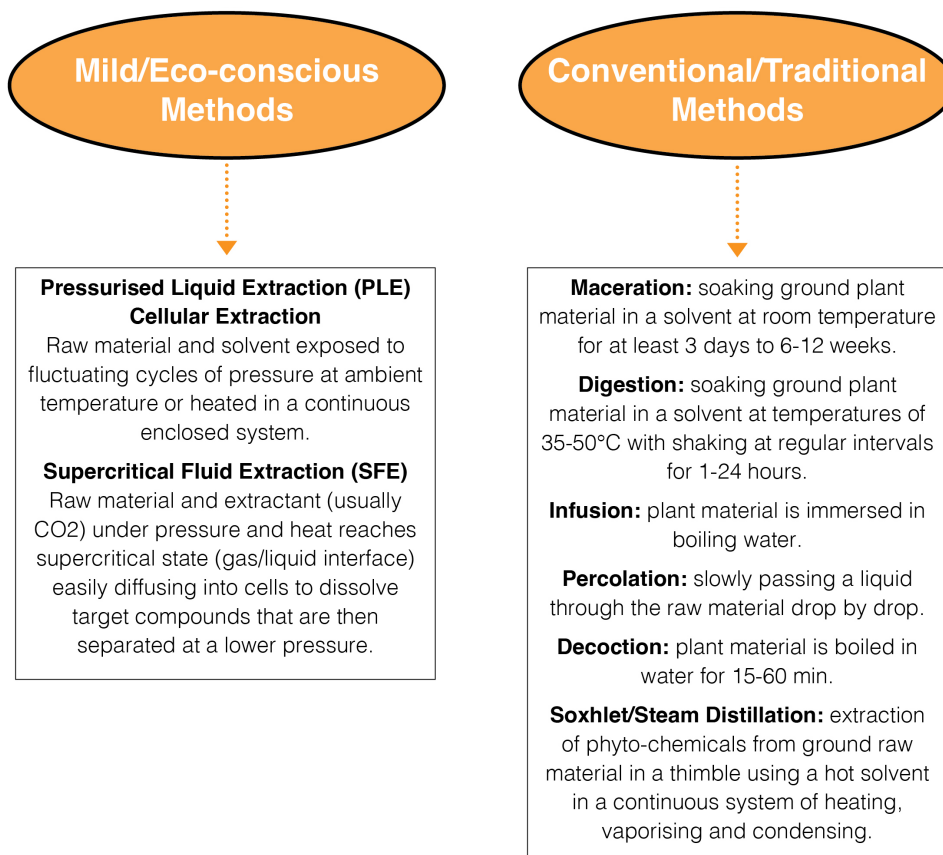 Mild/Eco-conscious
Methods
Pressurised Liquid Extraction (PLE)
Cellular Extraction
Raw material and solvent exposed to
fluctuating cycles of pressure at ambient
temperature or heated in a continuous
enclosed system.
Supercritical Fluid Extraction (SFE)
Raw material and extractant (usually
CO2) under pressure and heat reaches
supercritical state (gas/liquid interface)
easily diffusing into cells to dissolve
target compounds that are then
separated at a lower pressure.
Conventional/Traditional
Methods
Maceration: soaking ground plant
material in a solvent at room temperature
for at least 3 days to 6-12 weeks.
Digestion: soaking ground plant
material in a solvent at temperatures of
35-50°C with shaking at regular intervals
for 1-24 hours.
Infusion: plant material is immersed in
boiling water.
Percolation: slowly passing a liquid
through the raw material drop by drop.
Decoction: plant material is boiled in
water for 15-60 min.
Soxhlet/Steam Distillation: extraction
of phyto-chemicals from ground raw
material in a thimble using a hot solvent
in a continuous system of heating,
vaporising and condensing.